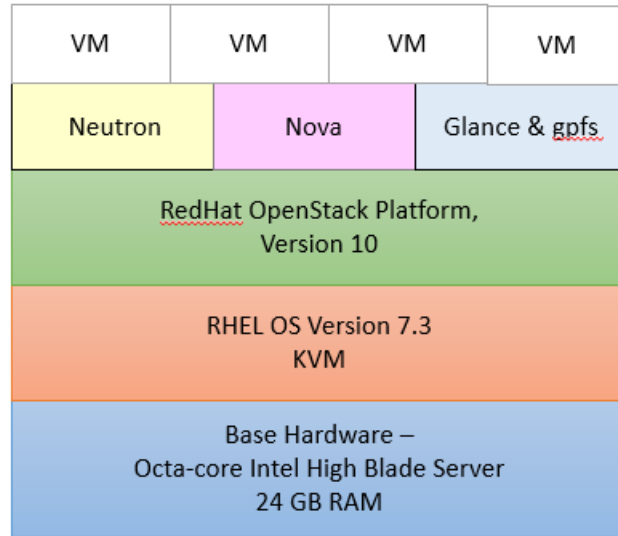 VM
VM
VM
VM
Neutron
Nova
Glance & gpfs
RedHat OpenStack Platform,
Version 10
RHEL OS Version 7.3
KVM
Base Hardware –
Octa-core Intel High Blade Server
24 GB RAM